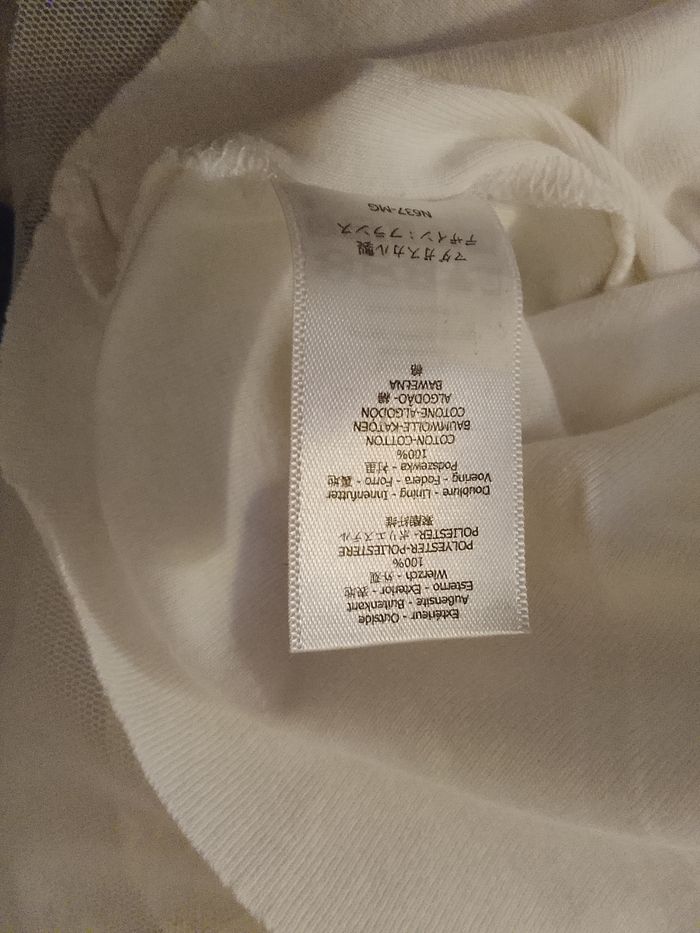 Extérieur - Outside
Außenseite - Buitenkant
Esterno - Exterior - 表地
Wierzch - 外观
100%
POLYESTER-POLIESTERE
POLIESTER- ポリエステル
聚酯纤维
Doublure - Lining - Innenfutter
Voering - Fodera - Forro - 裏地
Podszewka - 衬里
100%
COTON-COTTON
BAUMWOLLE-KATOEN
COTONE-ALGODON
ALGODÃO- 綿
BAWEŁNA
棉
マダガスカル製
デザイン：フランス
N637-MG